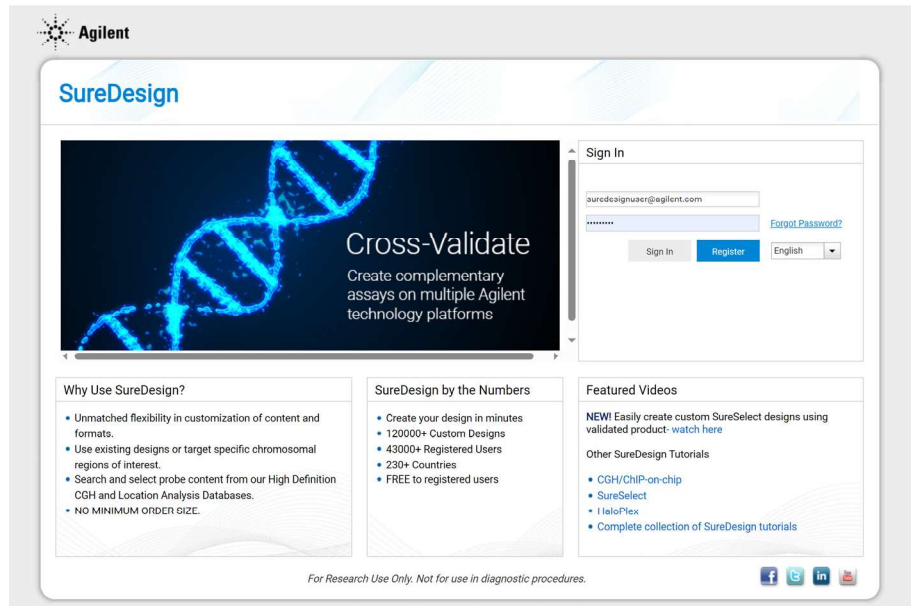 Agilent
SureDesign
Cross-Validate
Create complementary
assays on multiple Agilent
technology platforms
Sign In
suredesignuser@agilent.com
•••••••••
Forgot Password?
Sign In
Register
English
Why Use SureDesign?
• Unmatched flexibility in customization of content and
formats.
• Use existing designs or target specific chromosomal
regions of interest.
• Search and select probe content from our High Definition
CGH and Location Analysis Databases.
• NO MINIMUM ORDER SIZE.
SureDesign by the Numbers
• Create your design in minutes
• 120000+ Custom Designs
• 43000+ Registered Users
• 230+ Countries
• FREE to registered users
Featured Videos
NEW! Easily create custom SureSelect designs using
validated product- watch here
Other SureDesign Tutorials
• CGH/ChIP-on-chip
• SureSelect
• HaloPlex
• Complete collection of SureDesign tutorials
For Research Use Only. Not for use in diagnostic procedures.